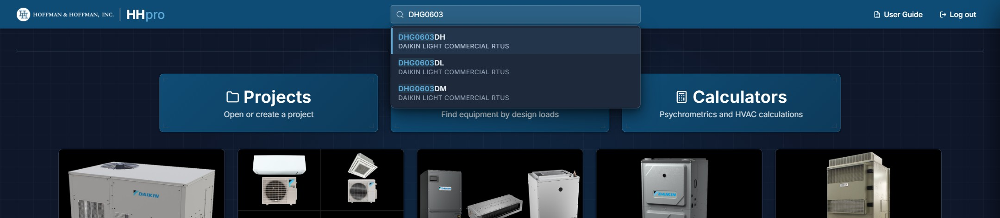 HOFFMAN & HOFFMAN, INC.
HHpro
DHG0603
User Guide
Log out
DHG0603DH
DAIKIN LIGHT COMMERCIAL RTUS
DHG0603DL
DAIKIN LIGHT COMMERCIAL RTUS
DHG0603DM
DAIKIN LIGHT COMMERCIAL RTUS
Projects
Open or create a project
Find equipment by design loads
Calculators
Psychrometrics and HVAC calculations
DAIKIN
DAIKIN
DAIKIN